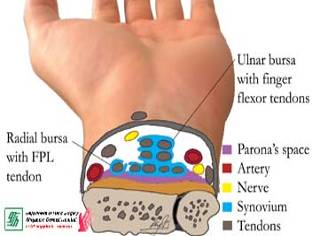 Ulnar bursa
with finger
flexor tendons
Radial bursa
with FPL
tendon
Parona's space
Artery
Nerve
Synovium
Tendons